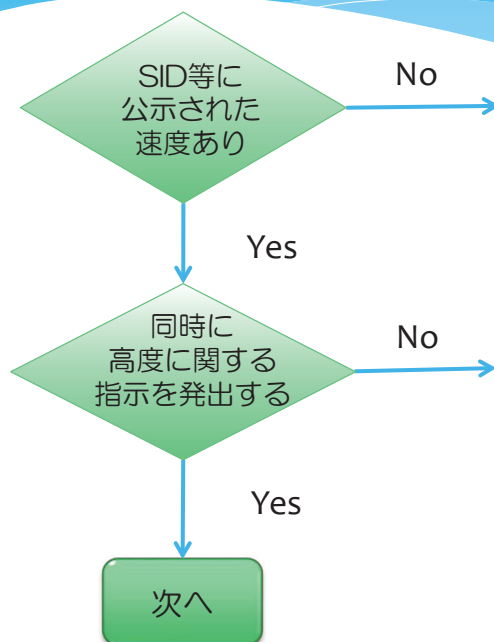 SID等に
公示された
速度あり
No
Yes
同時に
高度に関する
指示を発出する
No
Yes
次へ